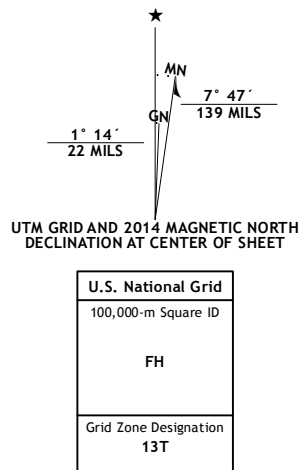 MN
GN
7° 47´
139 MILS
1° 14´
22 MILS
UTM GRID AND 2014 MAGNETIC NORTH
DECLINATION AT CENTER OF SHEET
U.S. National Grid
100,000-m Square ID
FH
Grid Zone Designation
13T